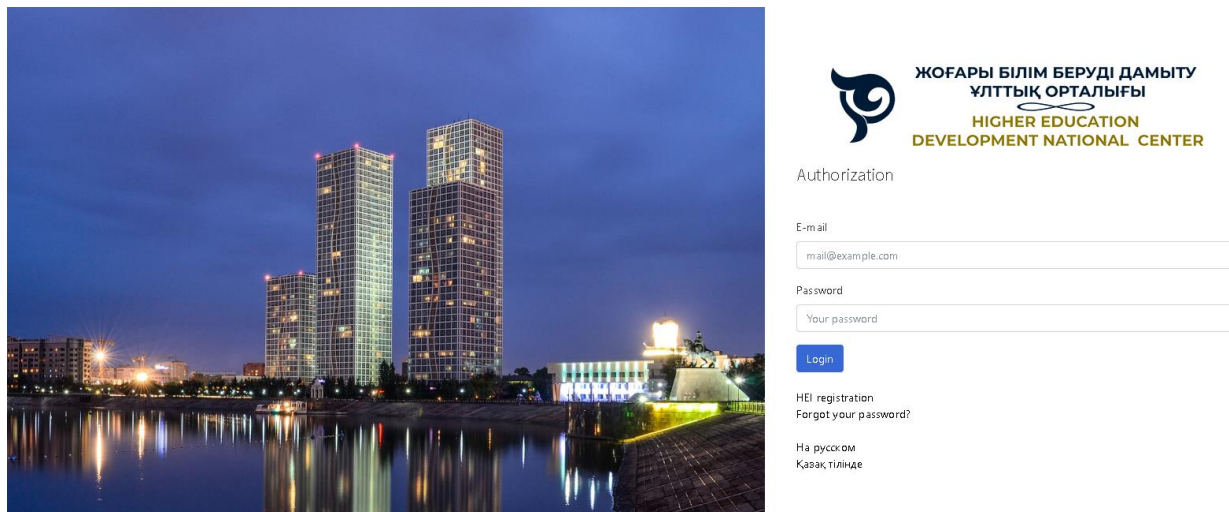 ЖОҒАРЫ БІЛІМ БЕРУДІ ДАМЫТУ
ҰЛТТЫҚ ОРТАЛЫҒЫ
HIGHER EDUCATION
DEVELOPMENT NATIONAL CENTER
Authorization
E-mail
mail@example.com
Password
Your password
Login
HEI registration
Forgot your password?
На русском
Қазақ тілінде